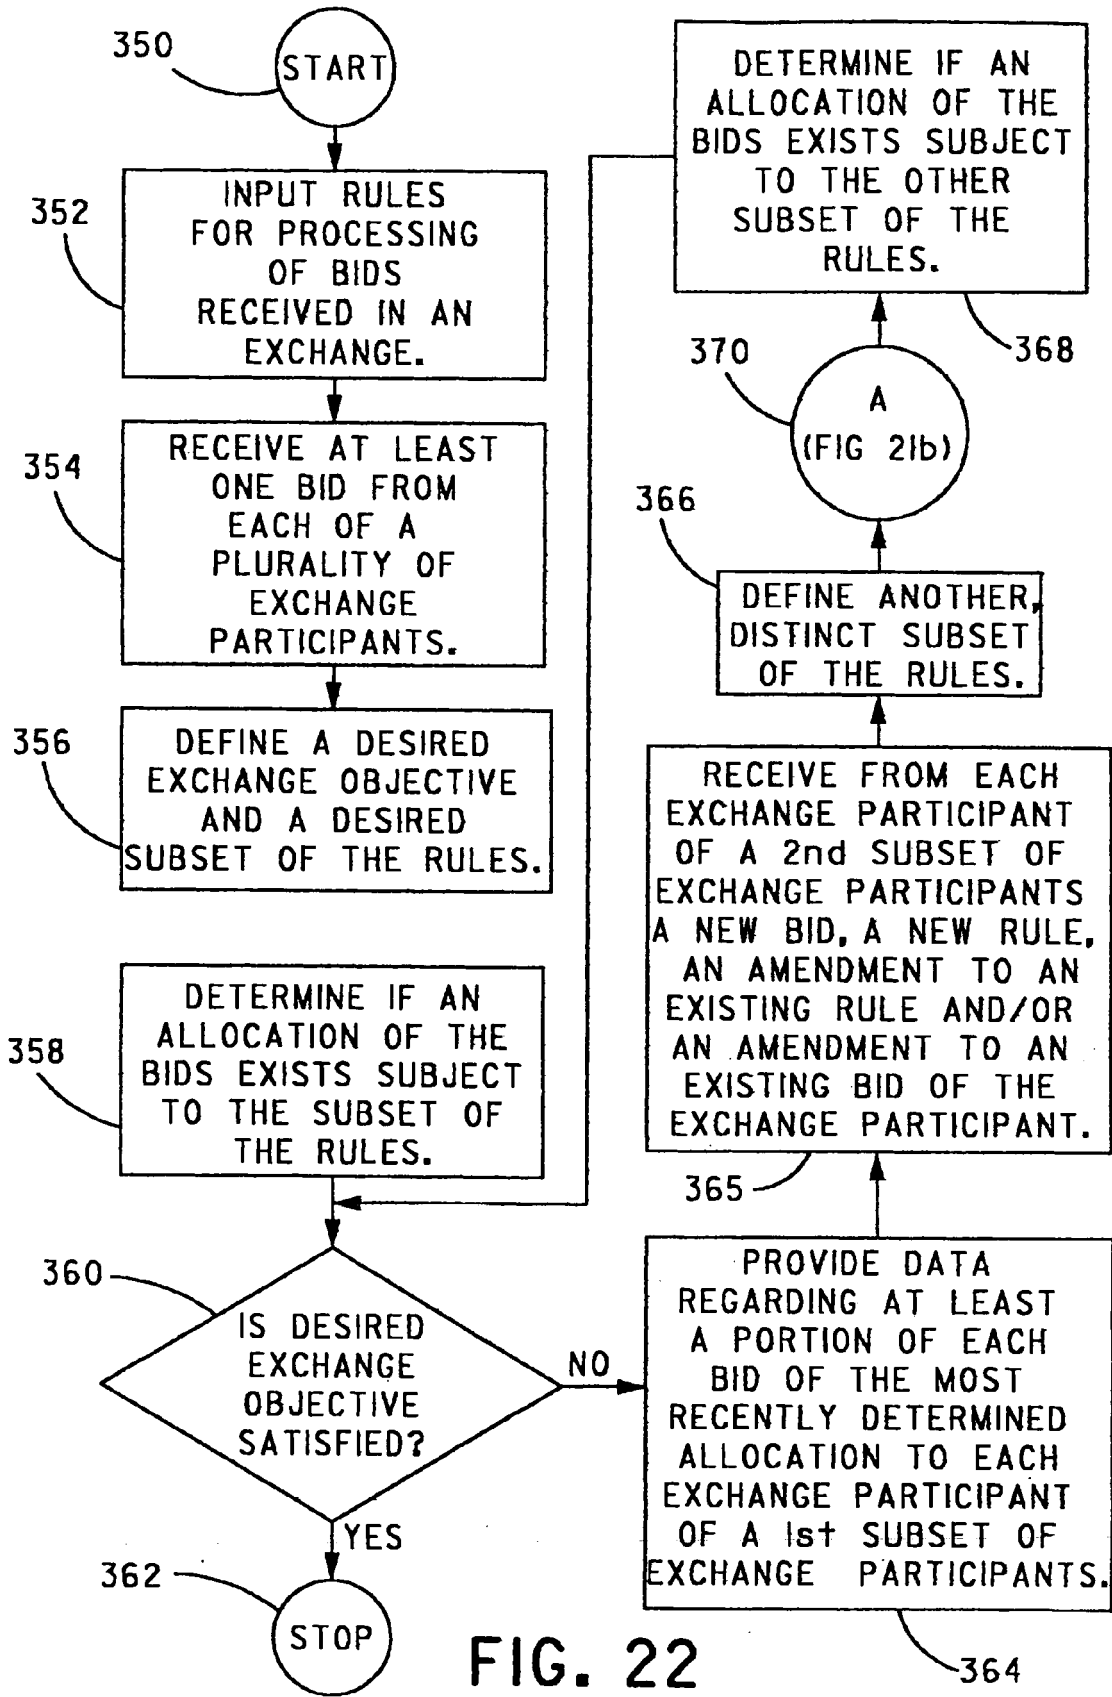 350
START
352
INPUT RULES
FOR PROCESSING
OF BIDS
RECEIVED IN AN
EXCHANGE.
354
RECEIVE AT LEAST
ONE BID FROM
EACH OF A
PLURALITY OF
EXCHANGE
PARTICIPANTS.
356
DEFINE A DESIRED
EXCHANGE OBJECTIVE
AND A DESIRED
SUBSET OF THE RULES.
358
DETERMINE IF AN
ALLOCATION OF THE
BIDS EXISTS SUBJECT
TO THE SUBSET OF
THE RULES.
360
IS DESIRED
EXCHANGE
OBJECTIVE
SATISFIED?
NO
YES
362
STOP
PROVIDE DATA
REGARDING AT LEAST
A PORTION OF EACH
BID OF THE MOST
RECENTLY DETERMINED
ALLOCATION TO EACH
EXCHANGE PARTICIPANT
OF A 1st SUBSET OF
EXCHANGE PARTICIPANTS.
364
RECEIVE FROM EACH
EXCHANGE PARTICIPANT
OF A 2nd SUBSET OF
EXCHANGE PARTICIPANTS
A NEW BID, A NEW RULE,
AN AMENDMENT TO AN
EXISTING RULE AND/OR
AN AMENDMENT TO AN
EXISTING BID OF THE
EXCHANGE PARTICIPANT.
365
366
DEFINE ANOTHER,
DISTINCT SUBSET
OF THE RULES.
370
A
(FIG 21b)
DETERMINE IF AN
ALLOCATION OF THE
BIDS EXISTS SUBJECT
TO THE OTHER
SUBSET OF THE
RULES.
368
FIG. 22